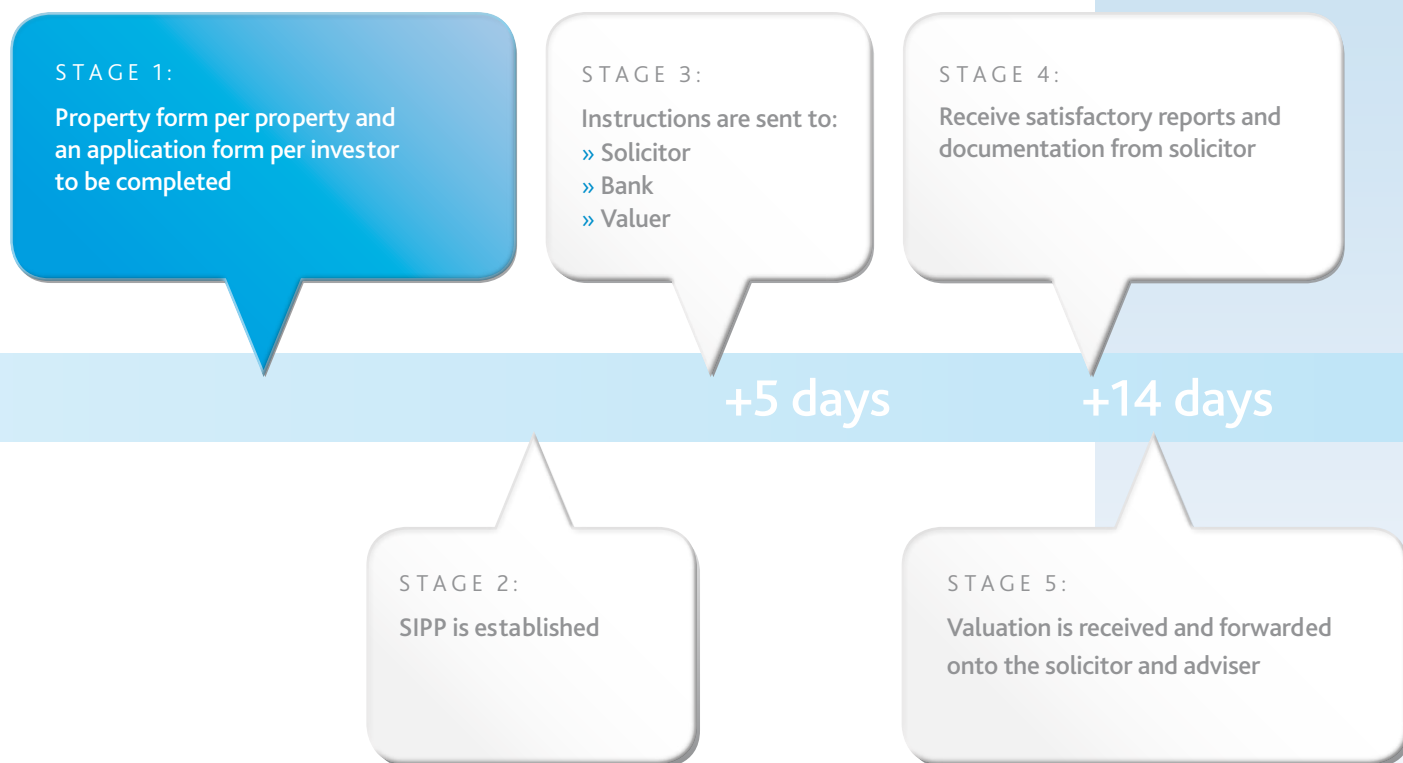 STAGE 1:
Property form per property and
an application form per investor
to be completed
STAGE 3:
Instructions are sent to:
» Solicitor
» Bank
» Valuer
STAGE 4:
Receive satisfactory reports and
documentation from solicitor
+5 days
+14 days
STAGE 2:
SIPP is established
STAGE 5:
Valuation is received and forwarded
onto the solicitor and adviser